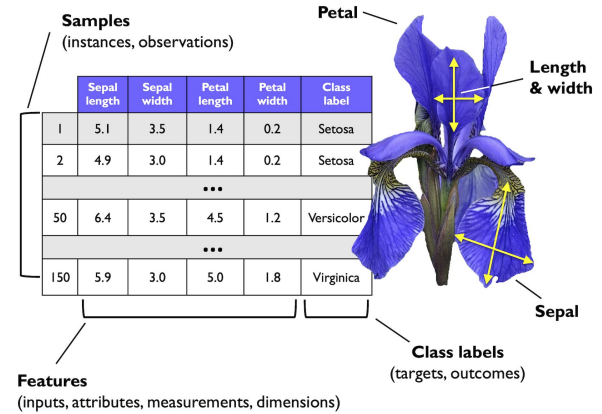 Samples
(instances, observations)
Petal
Length
& width
Sepal length Sepal width Petal length Petal width Class label
1 5.1 3.5 1.4 0.2 Setosa
2 4.9 3.0 1.4 0.2 Setosa
...
50 6.4 3.5 4.5 1.2 Versicolor
...
150 5.9 3.0 5.0 1.8 Virginica
Sepal
Class labels
(targets, outcomes)
Features
(inputs, attributes, measurements, dimensions)